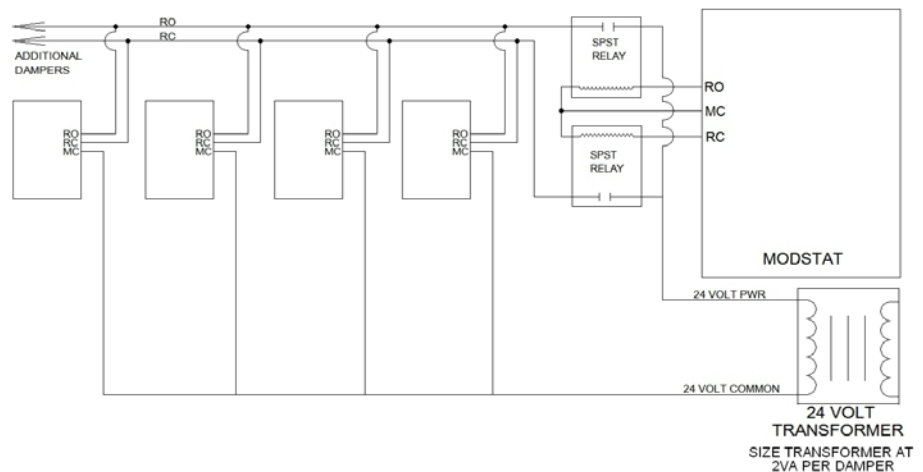 RO
RC
ADDITIONAL
DAMPERS
SPST
RELAY
RO
MC
RC
RO
RC
MC
RO
RC
MC
RO
RC
MC
RO
RC
MC
SPST
RELAY
MODSTAT
24 VOLT PWR
24 VOLT COMMON
24 VOLT
TRANSFORMER
SIZE TRANSFORMER AT
2VA PER DAMPER